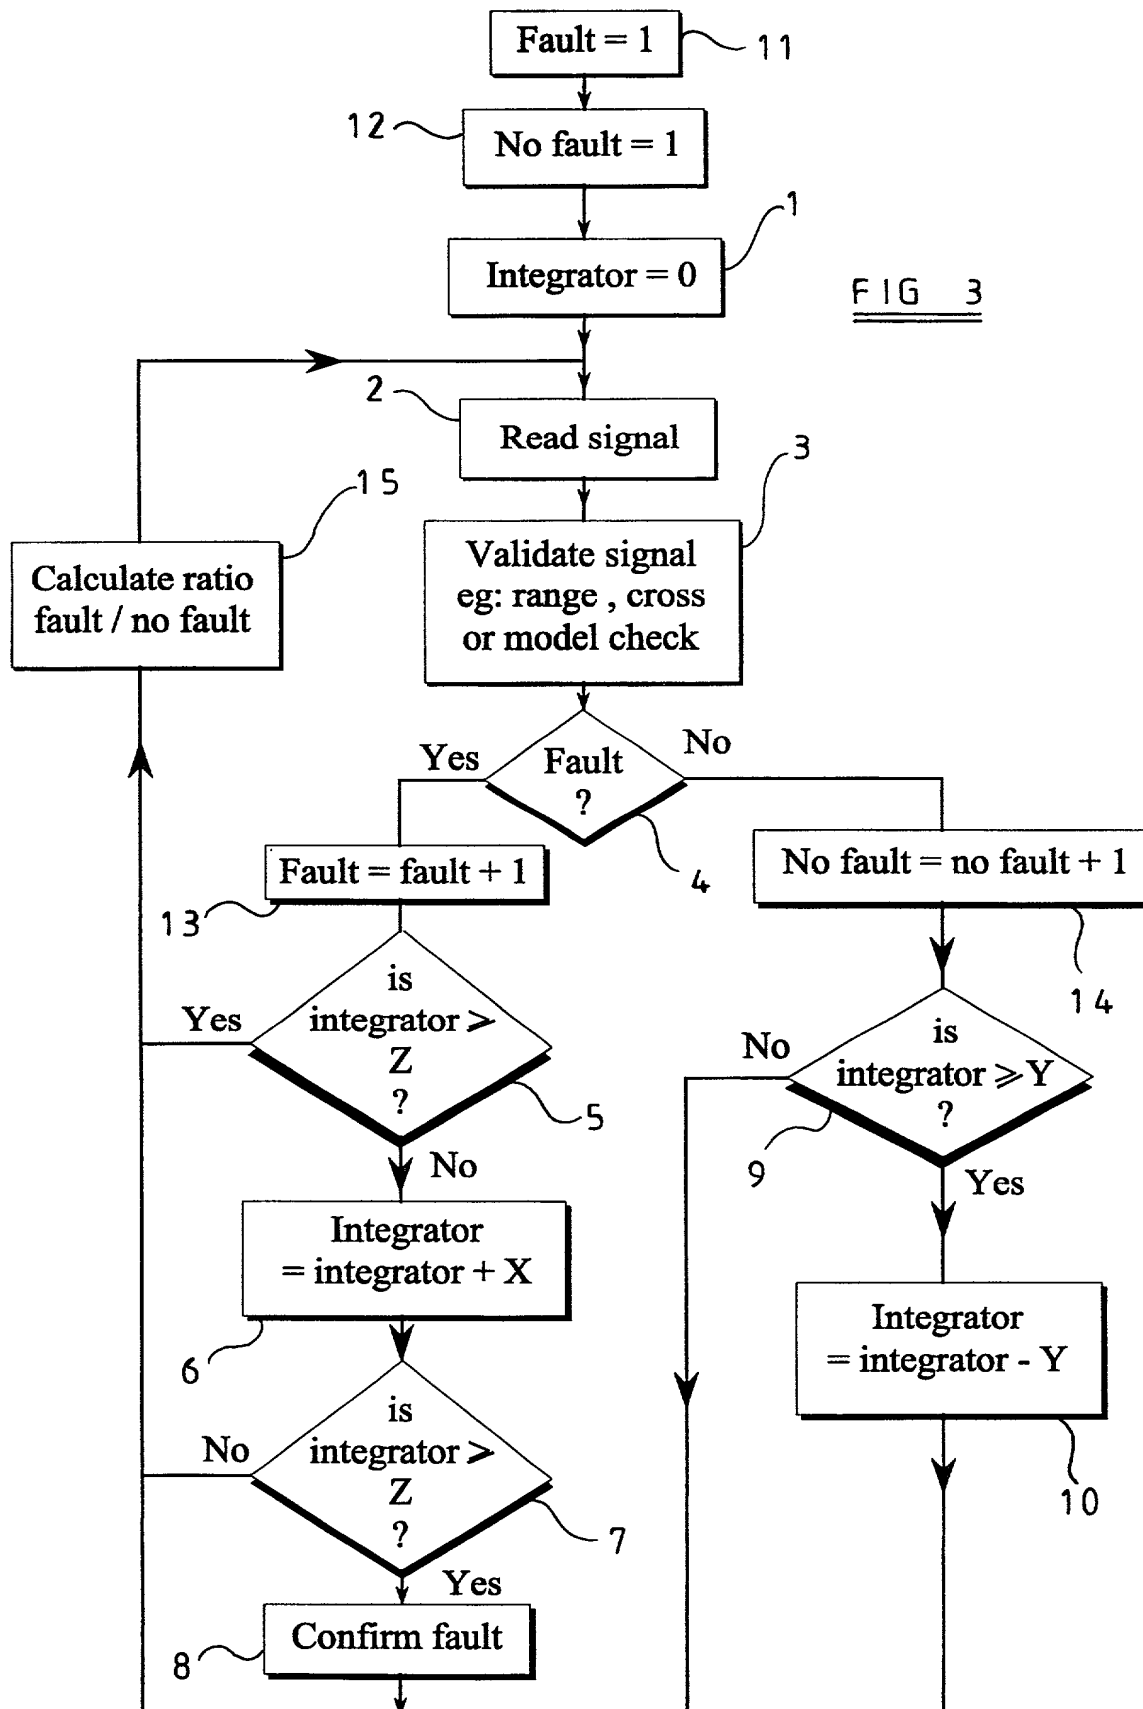 Fault = 1
11
12
No fault = 1
1
Integrator = 0
FIG 3
2
Read signal
3
15
Validate signal
eg: range , cross
or model check
Calculate ratio
fault / no fault
Yes
Fault
?
No
4
Fault = fault + 1
13
No fault = no fault + 1
14
Yes
is
integrator ⩾
Z
?
5
No
No
is
integrator ⩾ Y
?
9
Yes
Integrator
= integrator + X
6
Integrator
= integrator - Y
10
No
is
integrator ⩾
Z
?
7
Yes
Confirm fault
8